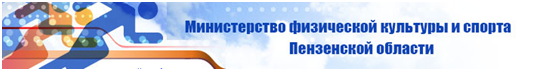 Министерство физической культуры и спорта
Пензенской области